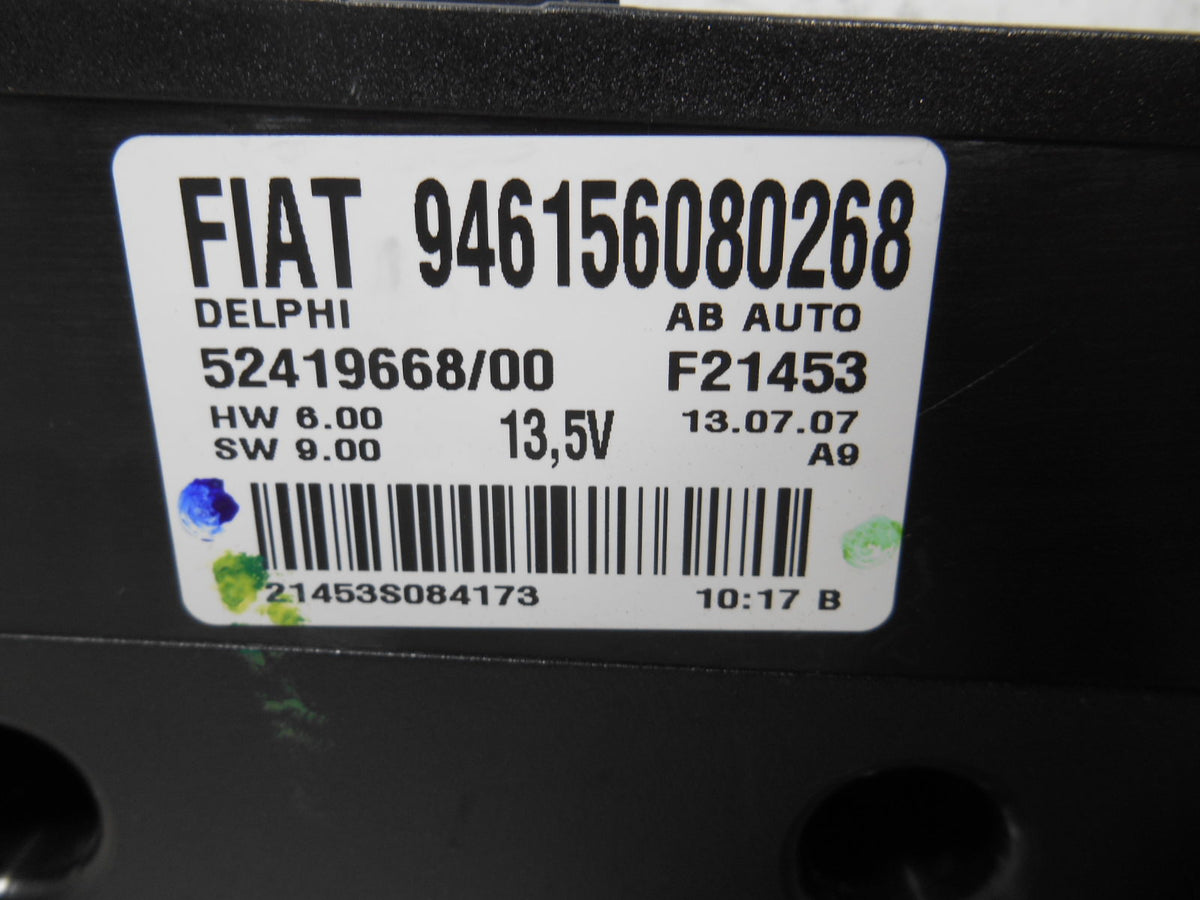 FIAT 946156080268
DELPHI AB AUTO
52419668/00 F21453
HW 6.00 13,5V 13.07.07
SW 9.00 A9
21453S084173 10:17 B